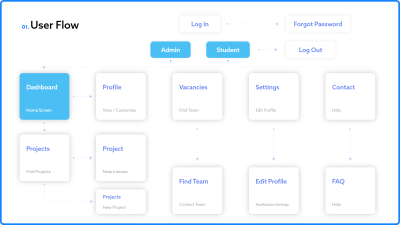 01. User Flow
Log In
Forgot Password
Admin
Student
Log Out
Dashboard
Home Screen
Profile
View / Customise
Vacancies
Find Team
Settings
Edit Profile
Contact
Help
Projects
Find Projects
Project
New Interest
Projects
New Project
Find Team
Contact Team
Edit Profile
Notification Settings
FAQ
Help